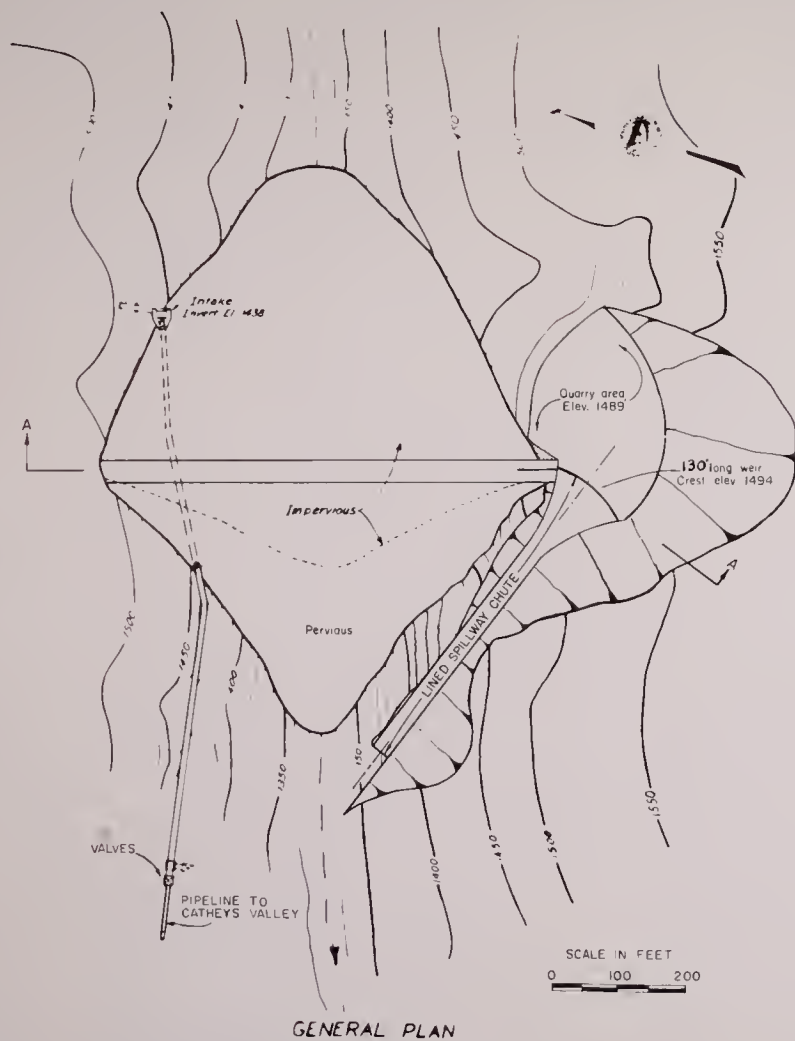 1400
1530
Intake
Invert El. 1438
Quarry area
Elev. 1489
A
130' long weir
Crest elev 1494
Impervious
A
LINED SPILLWAY CHUTE
Pervious
1500
1450
1350
1400
1450
1500
1550
VALVES
PIPELINE TO
CATHEYS VALLEY
SCALE IN FEET
0 100 200
GENERAL PLAN